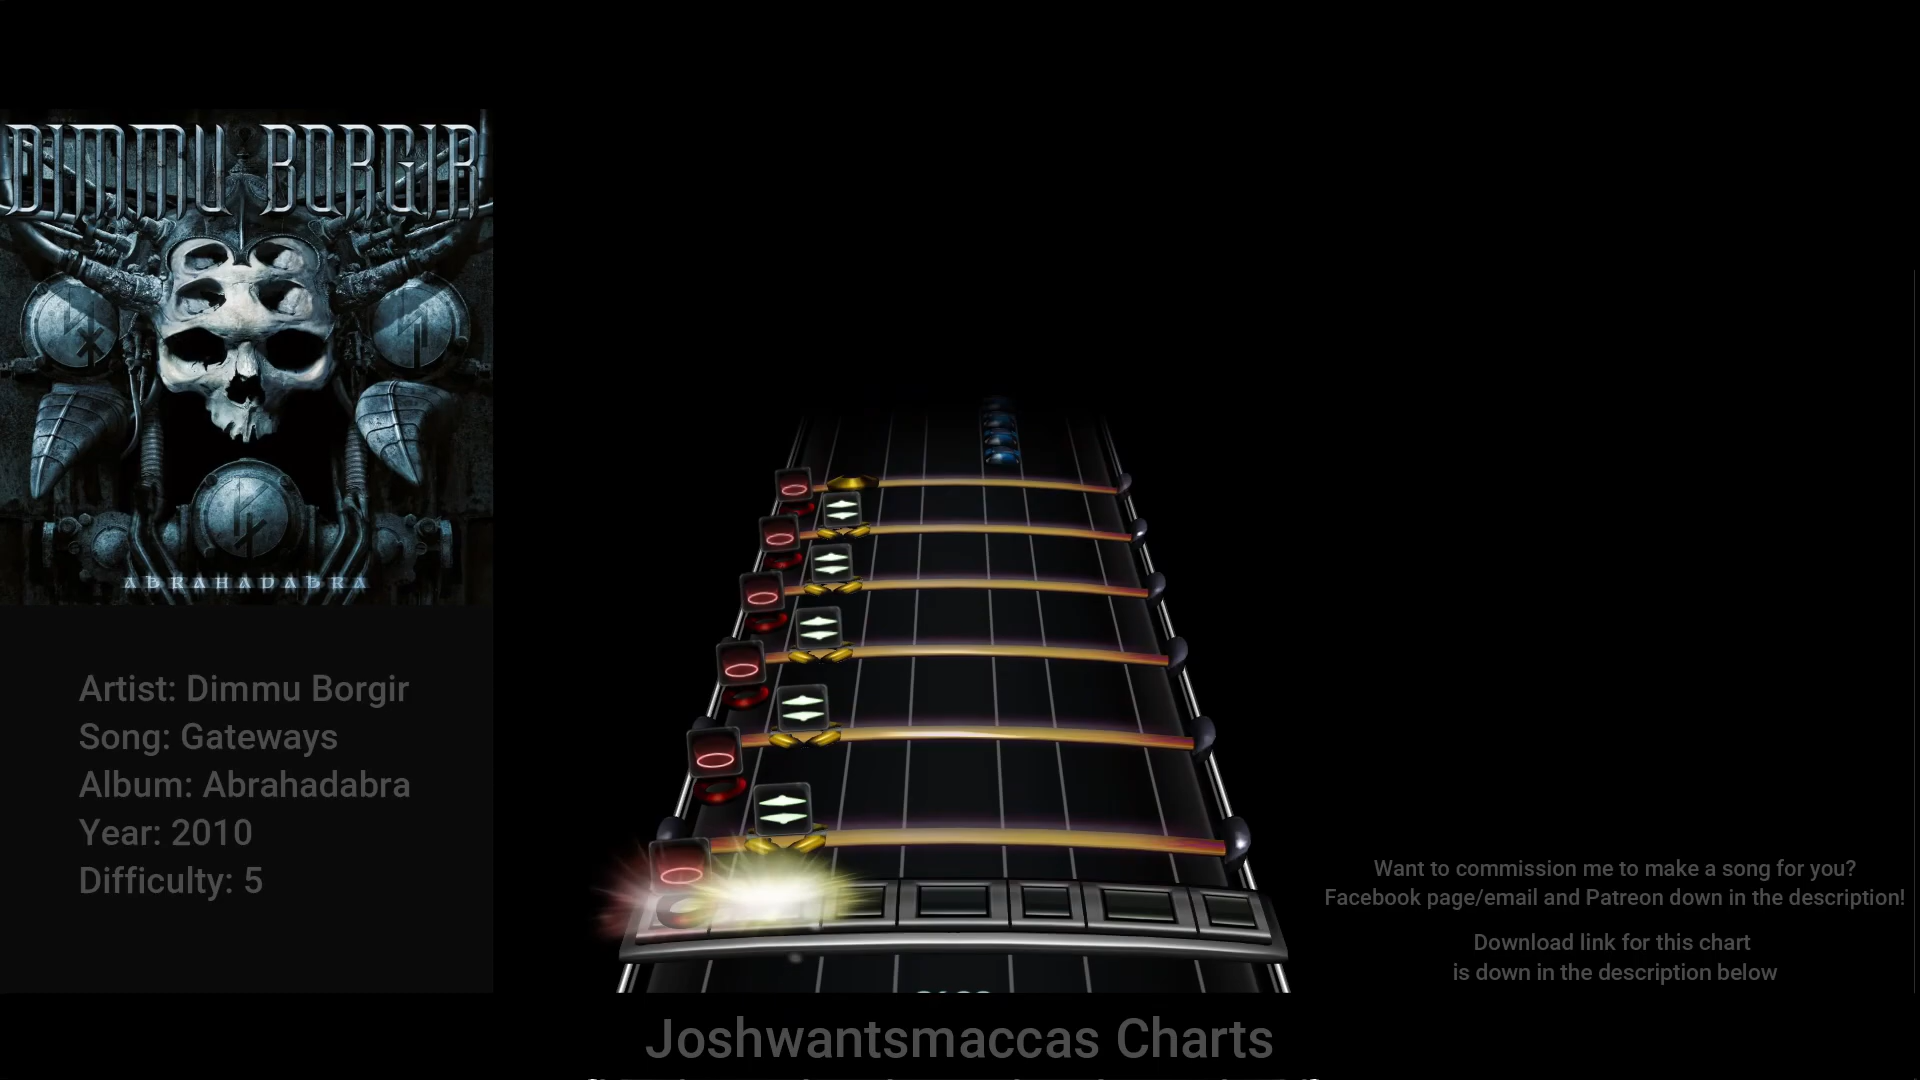 DIMMU BORGIR
ABRAHADABRA
Artist: Dimmu Borgir
Song: Gateways
Album: Abrahadabra
Year: 2010
Difficulty: 5
Want to commission me to make a song for you?
Facebook page/email and Patreon down in the description!
Download link for this chart
is down in the description below
Joshwantsmaccas Charts